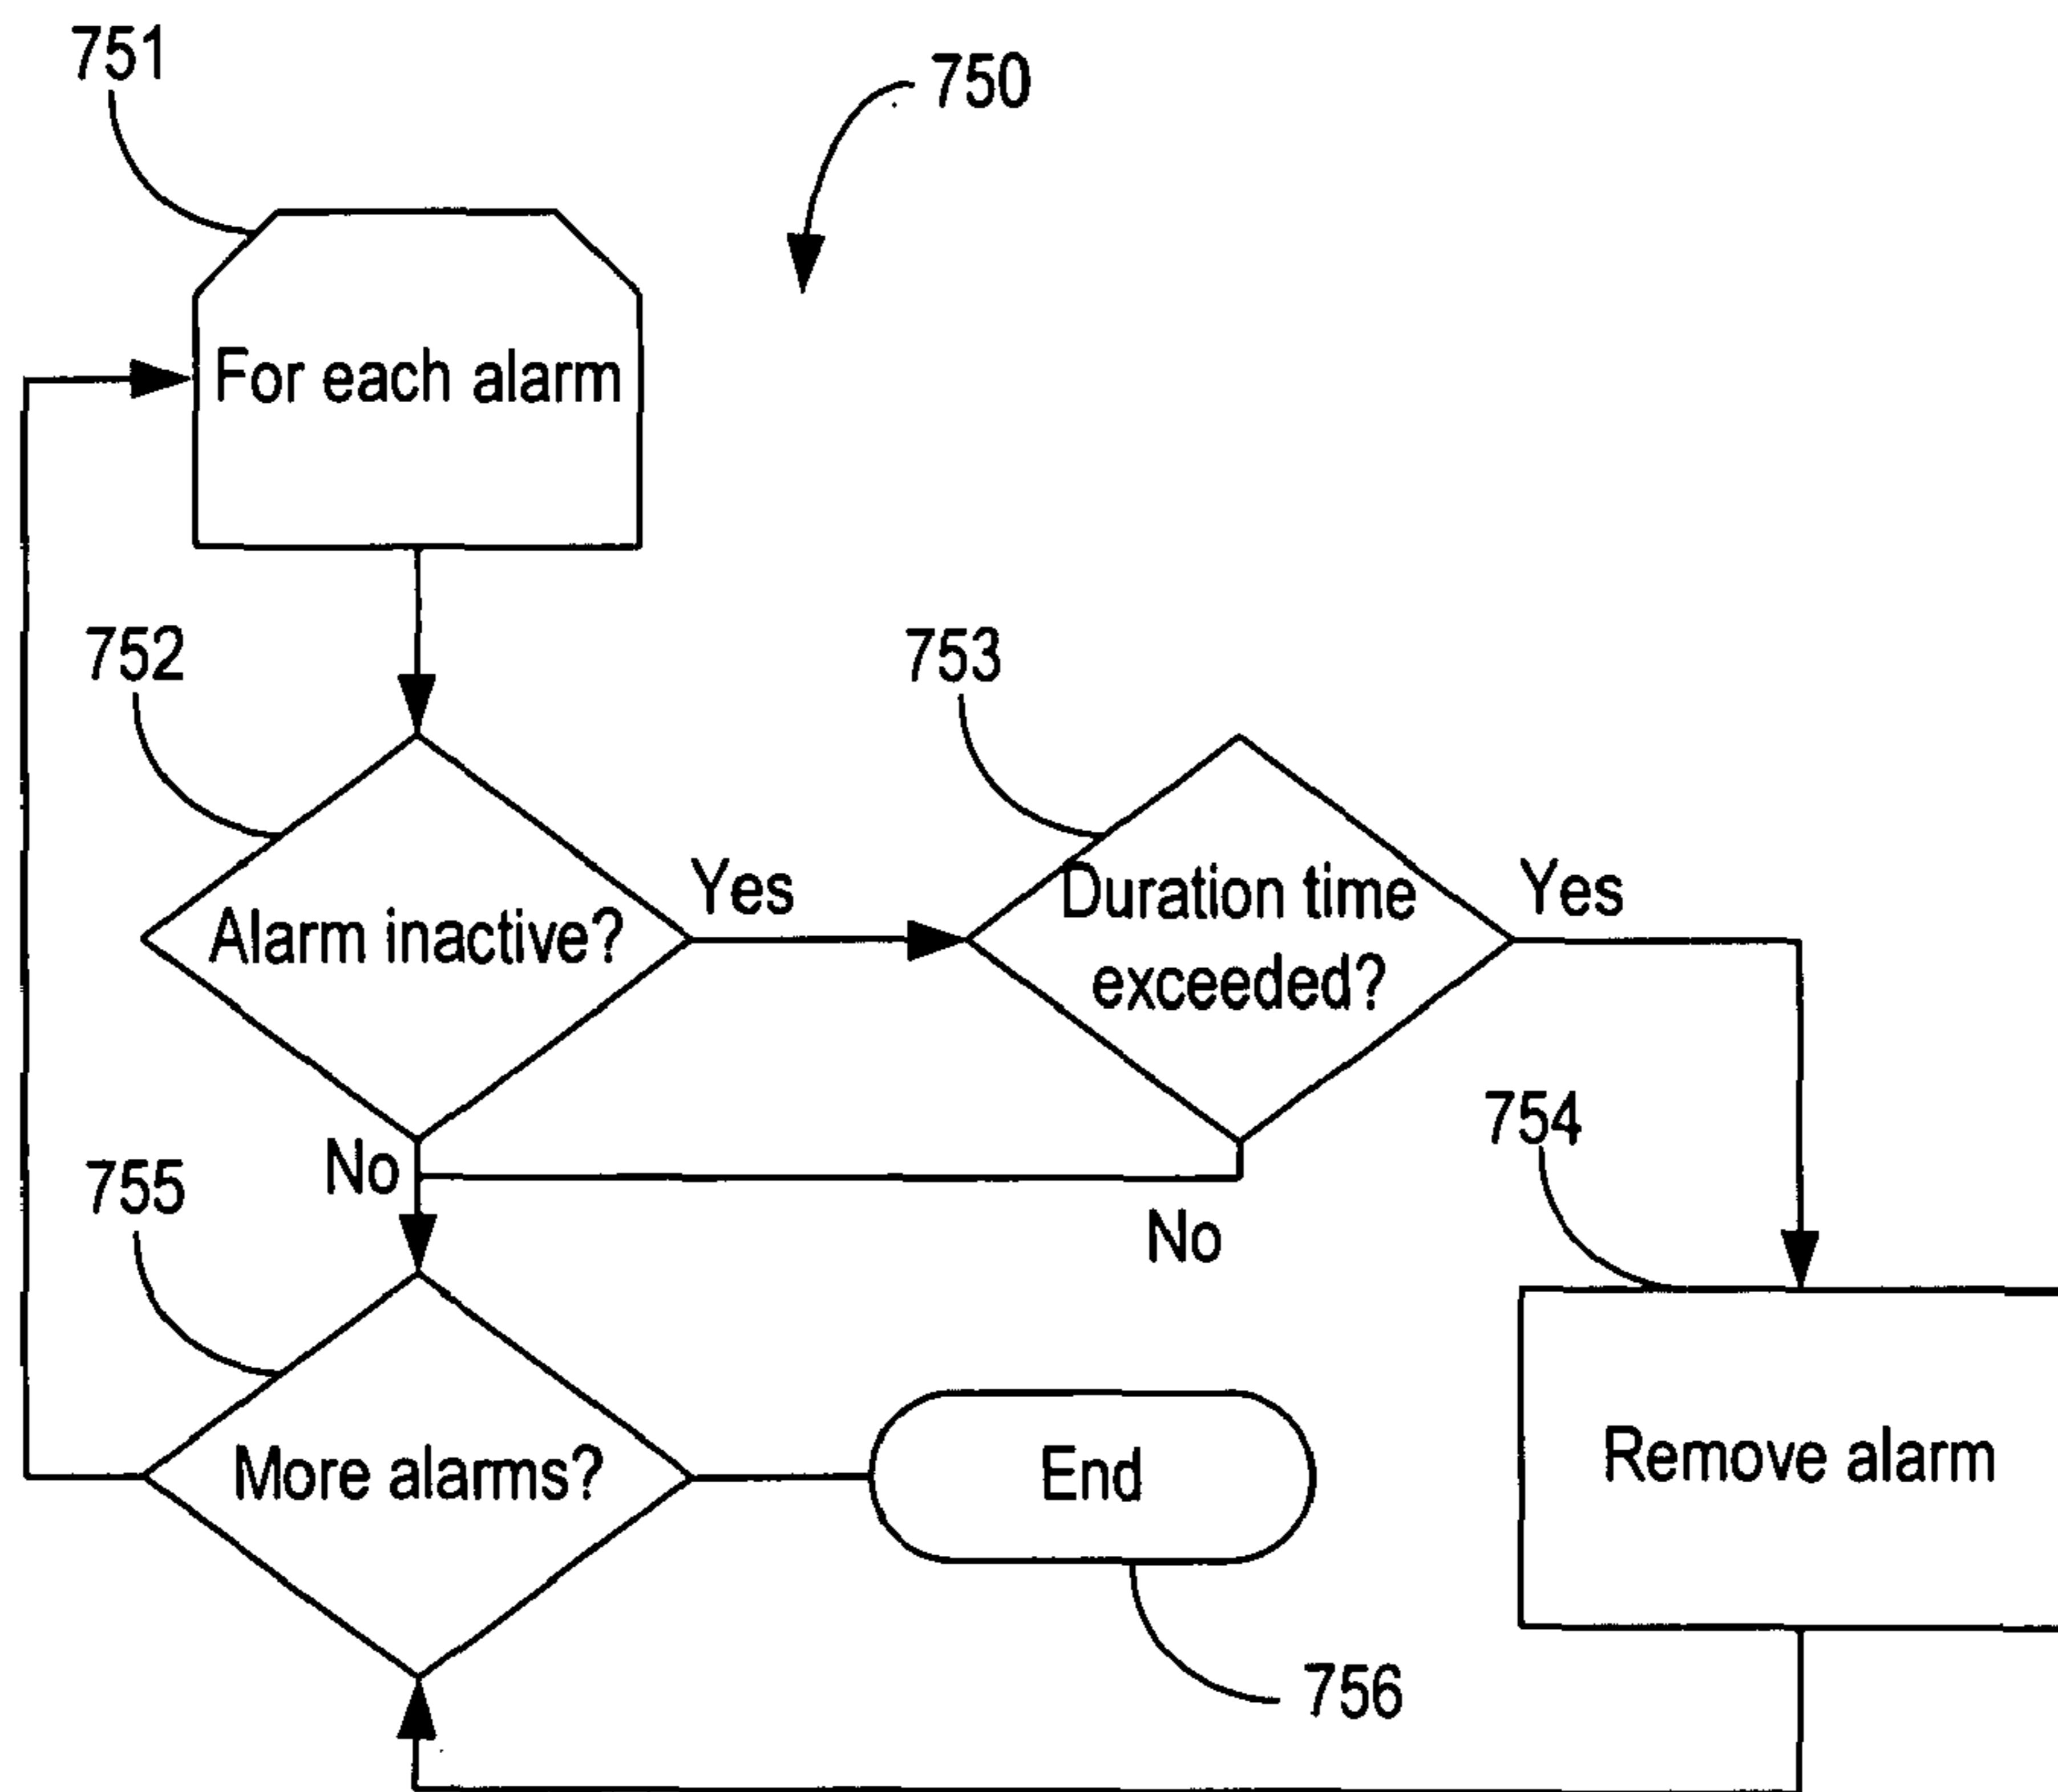 751
750
For each alarm
752
753
Alarm inactive?
Yes
Duration time
exceeded?
Yes
No
No
754
755
More alarms?
End
Remove alarm
756